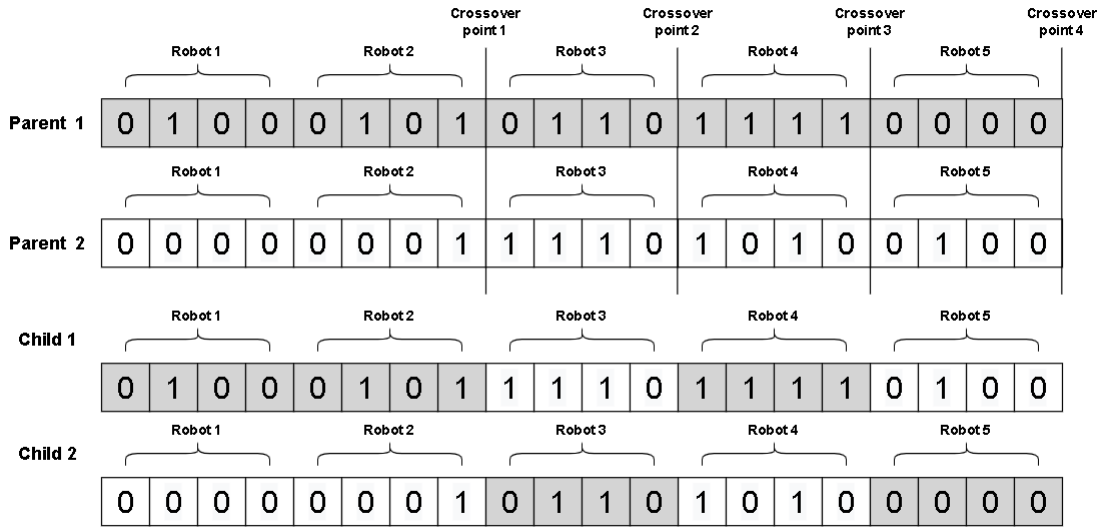 Crossover point 1 Crossover point 2 Crossover point 3 Crossover point 4
Robot 1 Robot 2 Robot 3 Robot 4 Robot 5
Parent 1 0 1 0 0 0 1 0 1 0 1 1 0 1 1 1 1 0 0 0 0
Robot 1 Robot 2 Robot 3 Robot 4 Robot 5
Parent 2 0 0 0 0 0 0 0 1 1 1 1 0 1 0 1 0 0 1 0 0
Robot 1 Robot 2 Robot 3 Robot 4 Robot 5
Child 1
0 1 0 0 0 1 0 1 1 1 1 0 1 1 1 1 0 1 0 0
Robot 1 Robot 2 Robot 3 Robot 4 Robot 5
Child 2
0 0 0 0 0 0 0 1 0 1 1 0 1 0 1 0 0 0 0 0